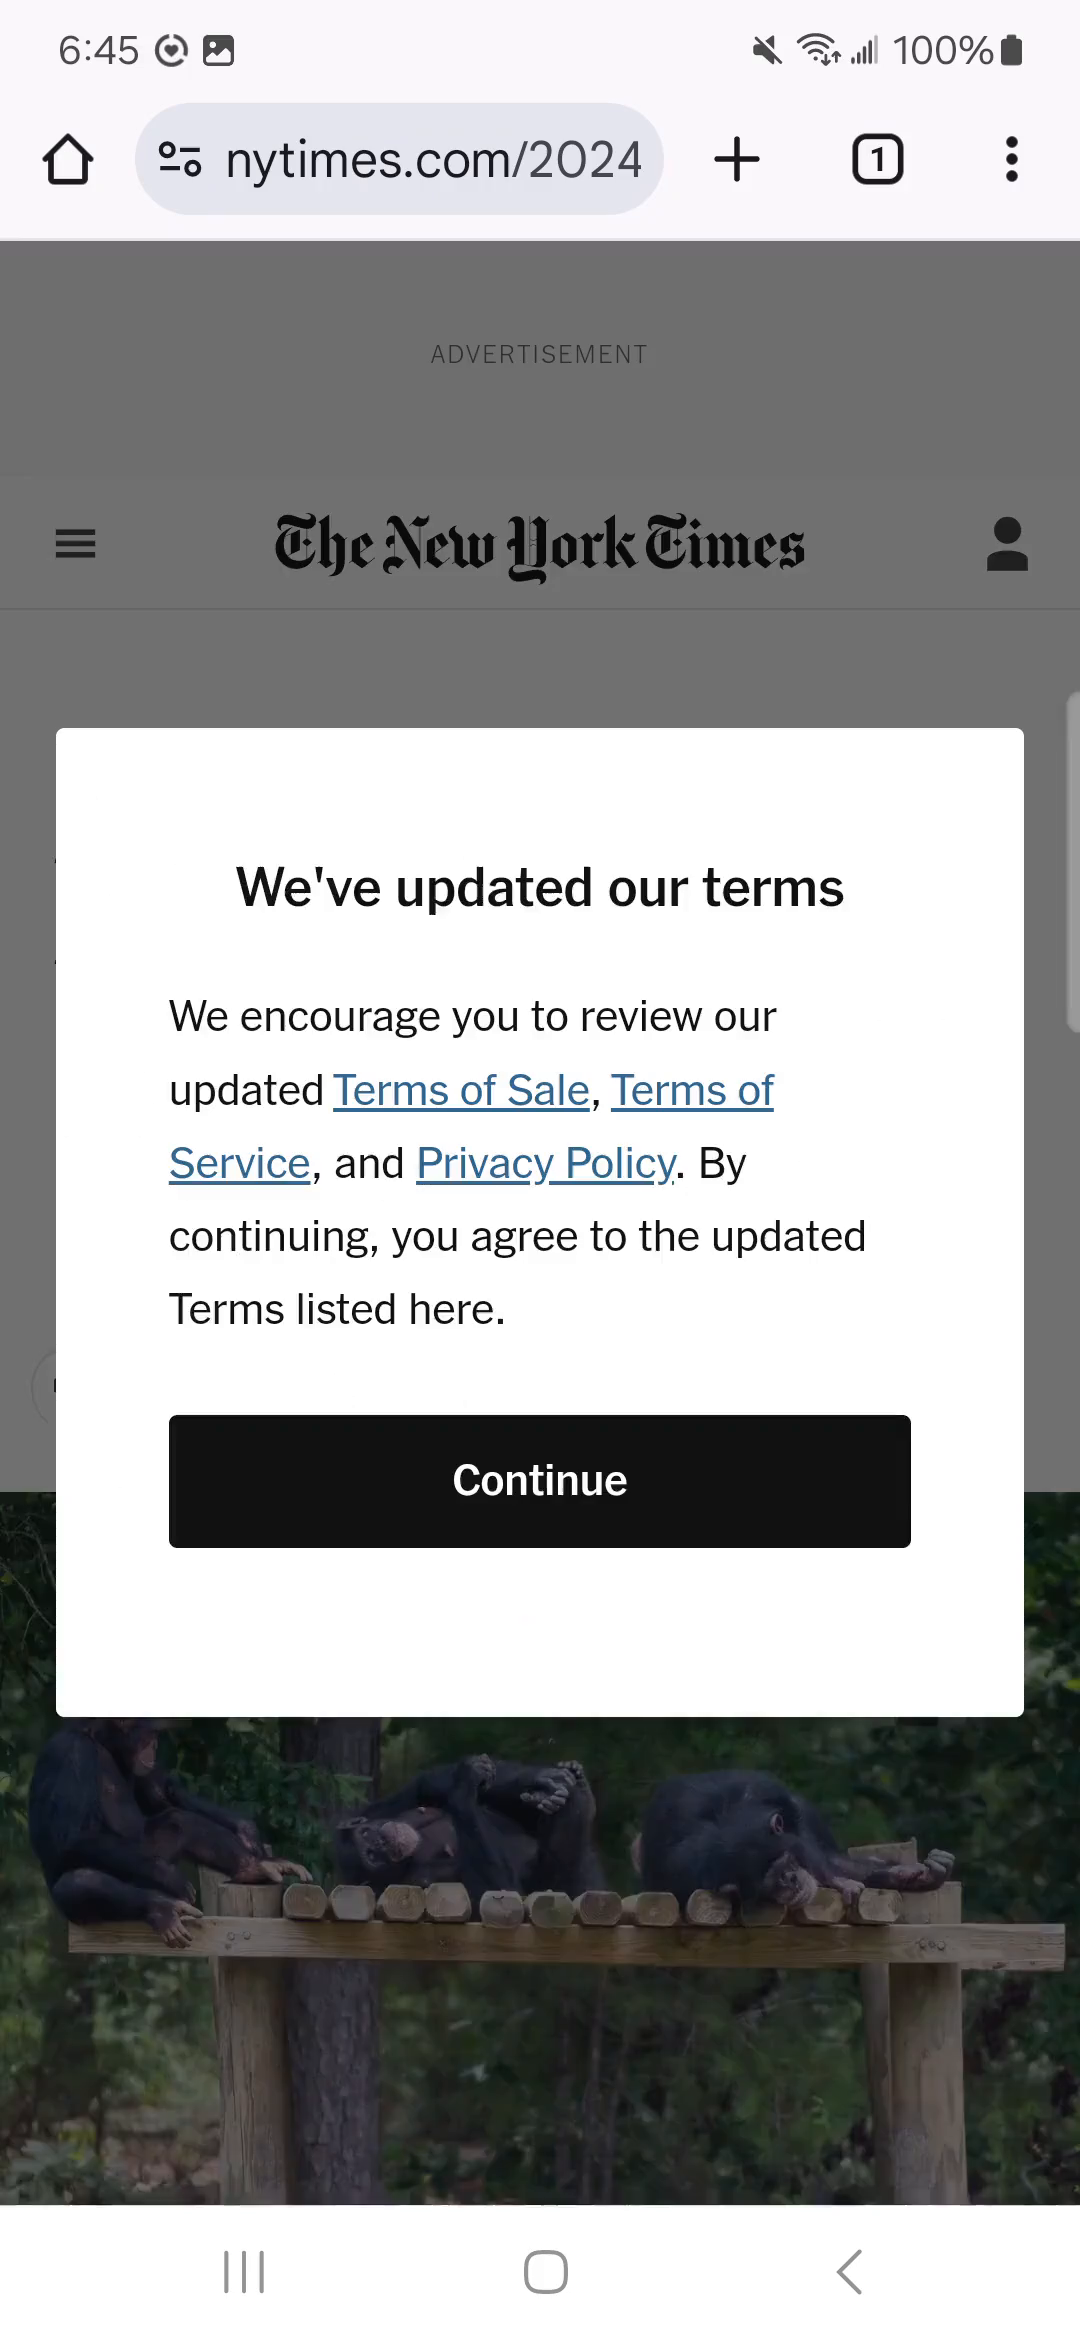 6:45
100%
nytimes.com/2024
1
ADVERTISEMENT
The New York Times
We've updated our terms
We encourage you to review our
updated Terms of Sale, Terms of
Service, and Privacy Policy. By
continuing, you agree to the updated
Terms listed here.
Continue